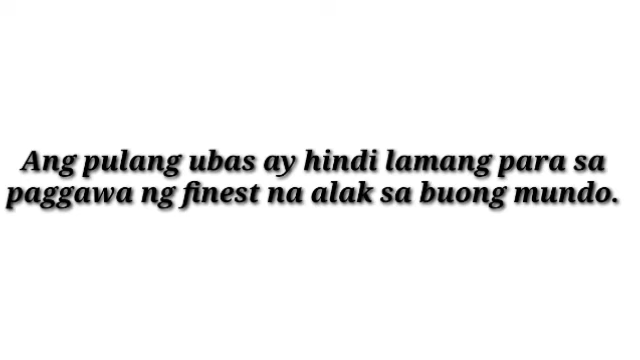 Ang pulang ubas ay hindi lamang para sa
paggawa ng finest na alak sa buong mundo.